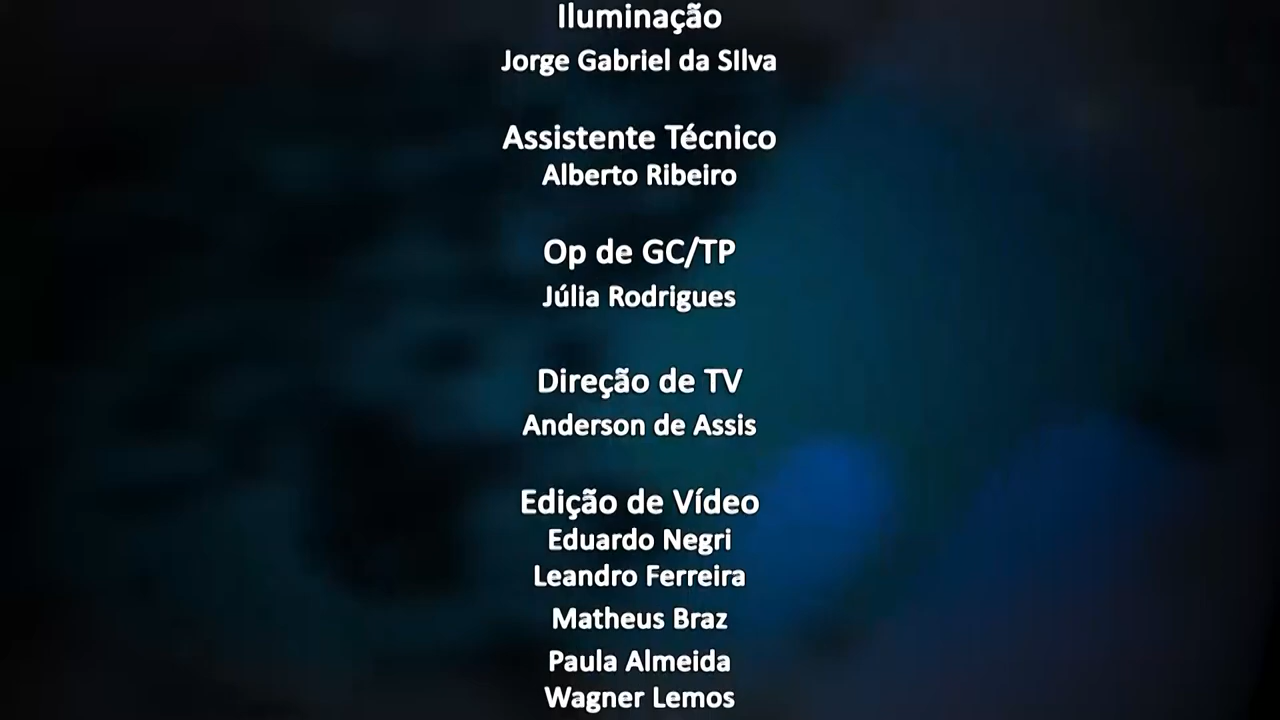 Iluminação
Jorge Gabriel da SIlva
Assistente Técnico
Alberto Ribeiro
Op de GC/TP
Júlia Rodrigues
Direção de TV
Anderson de Assis
Edição de Vídeo
Eduardo Negri
Leandro Ferreira
Matheus Braz
Paula Almeida
Wagner Lemos